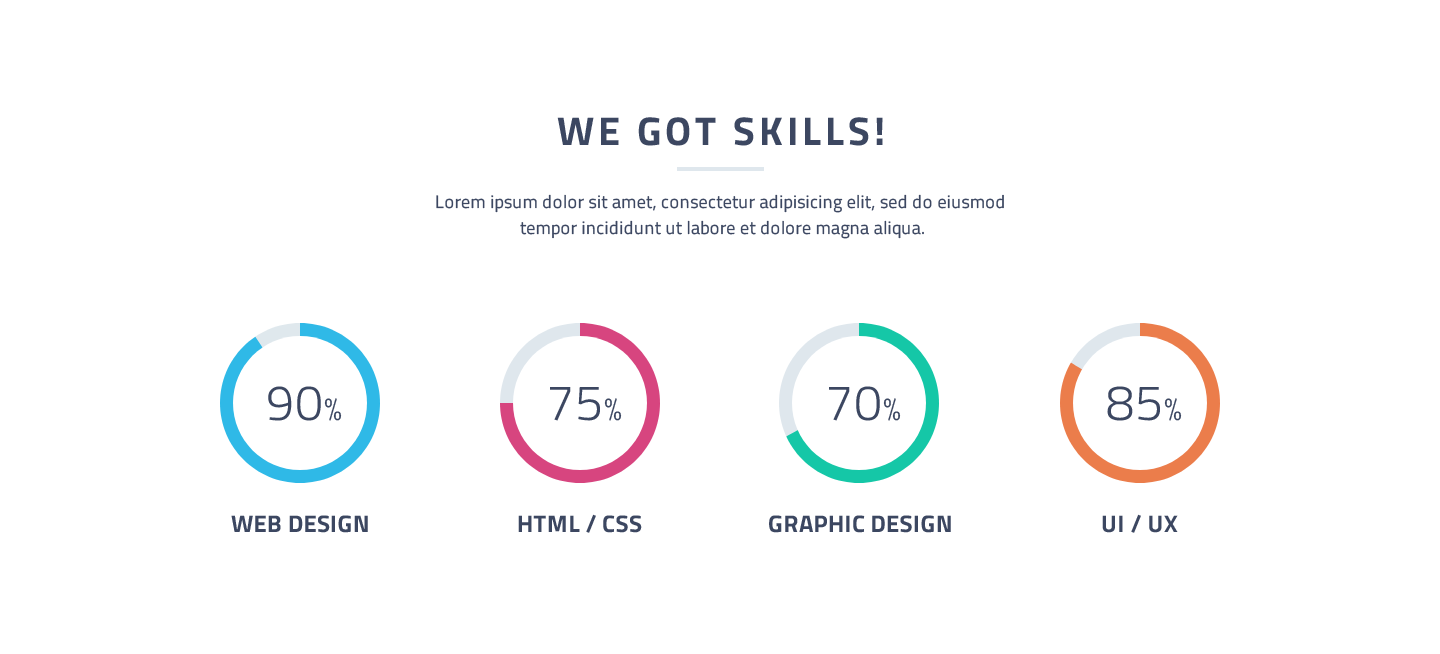 WE GOT SKILLS!
Lorem ipsum dolor sit amet, consectetur adipisicing elit, sed do eiusmod
tempor incididunt ut labore et dolore magna aliqua.
90%
75%
70%
85%
WEB DESIGN
HTML / CSS
GRAPHIC DESIGN
UI / UX